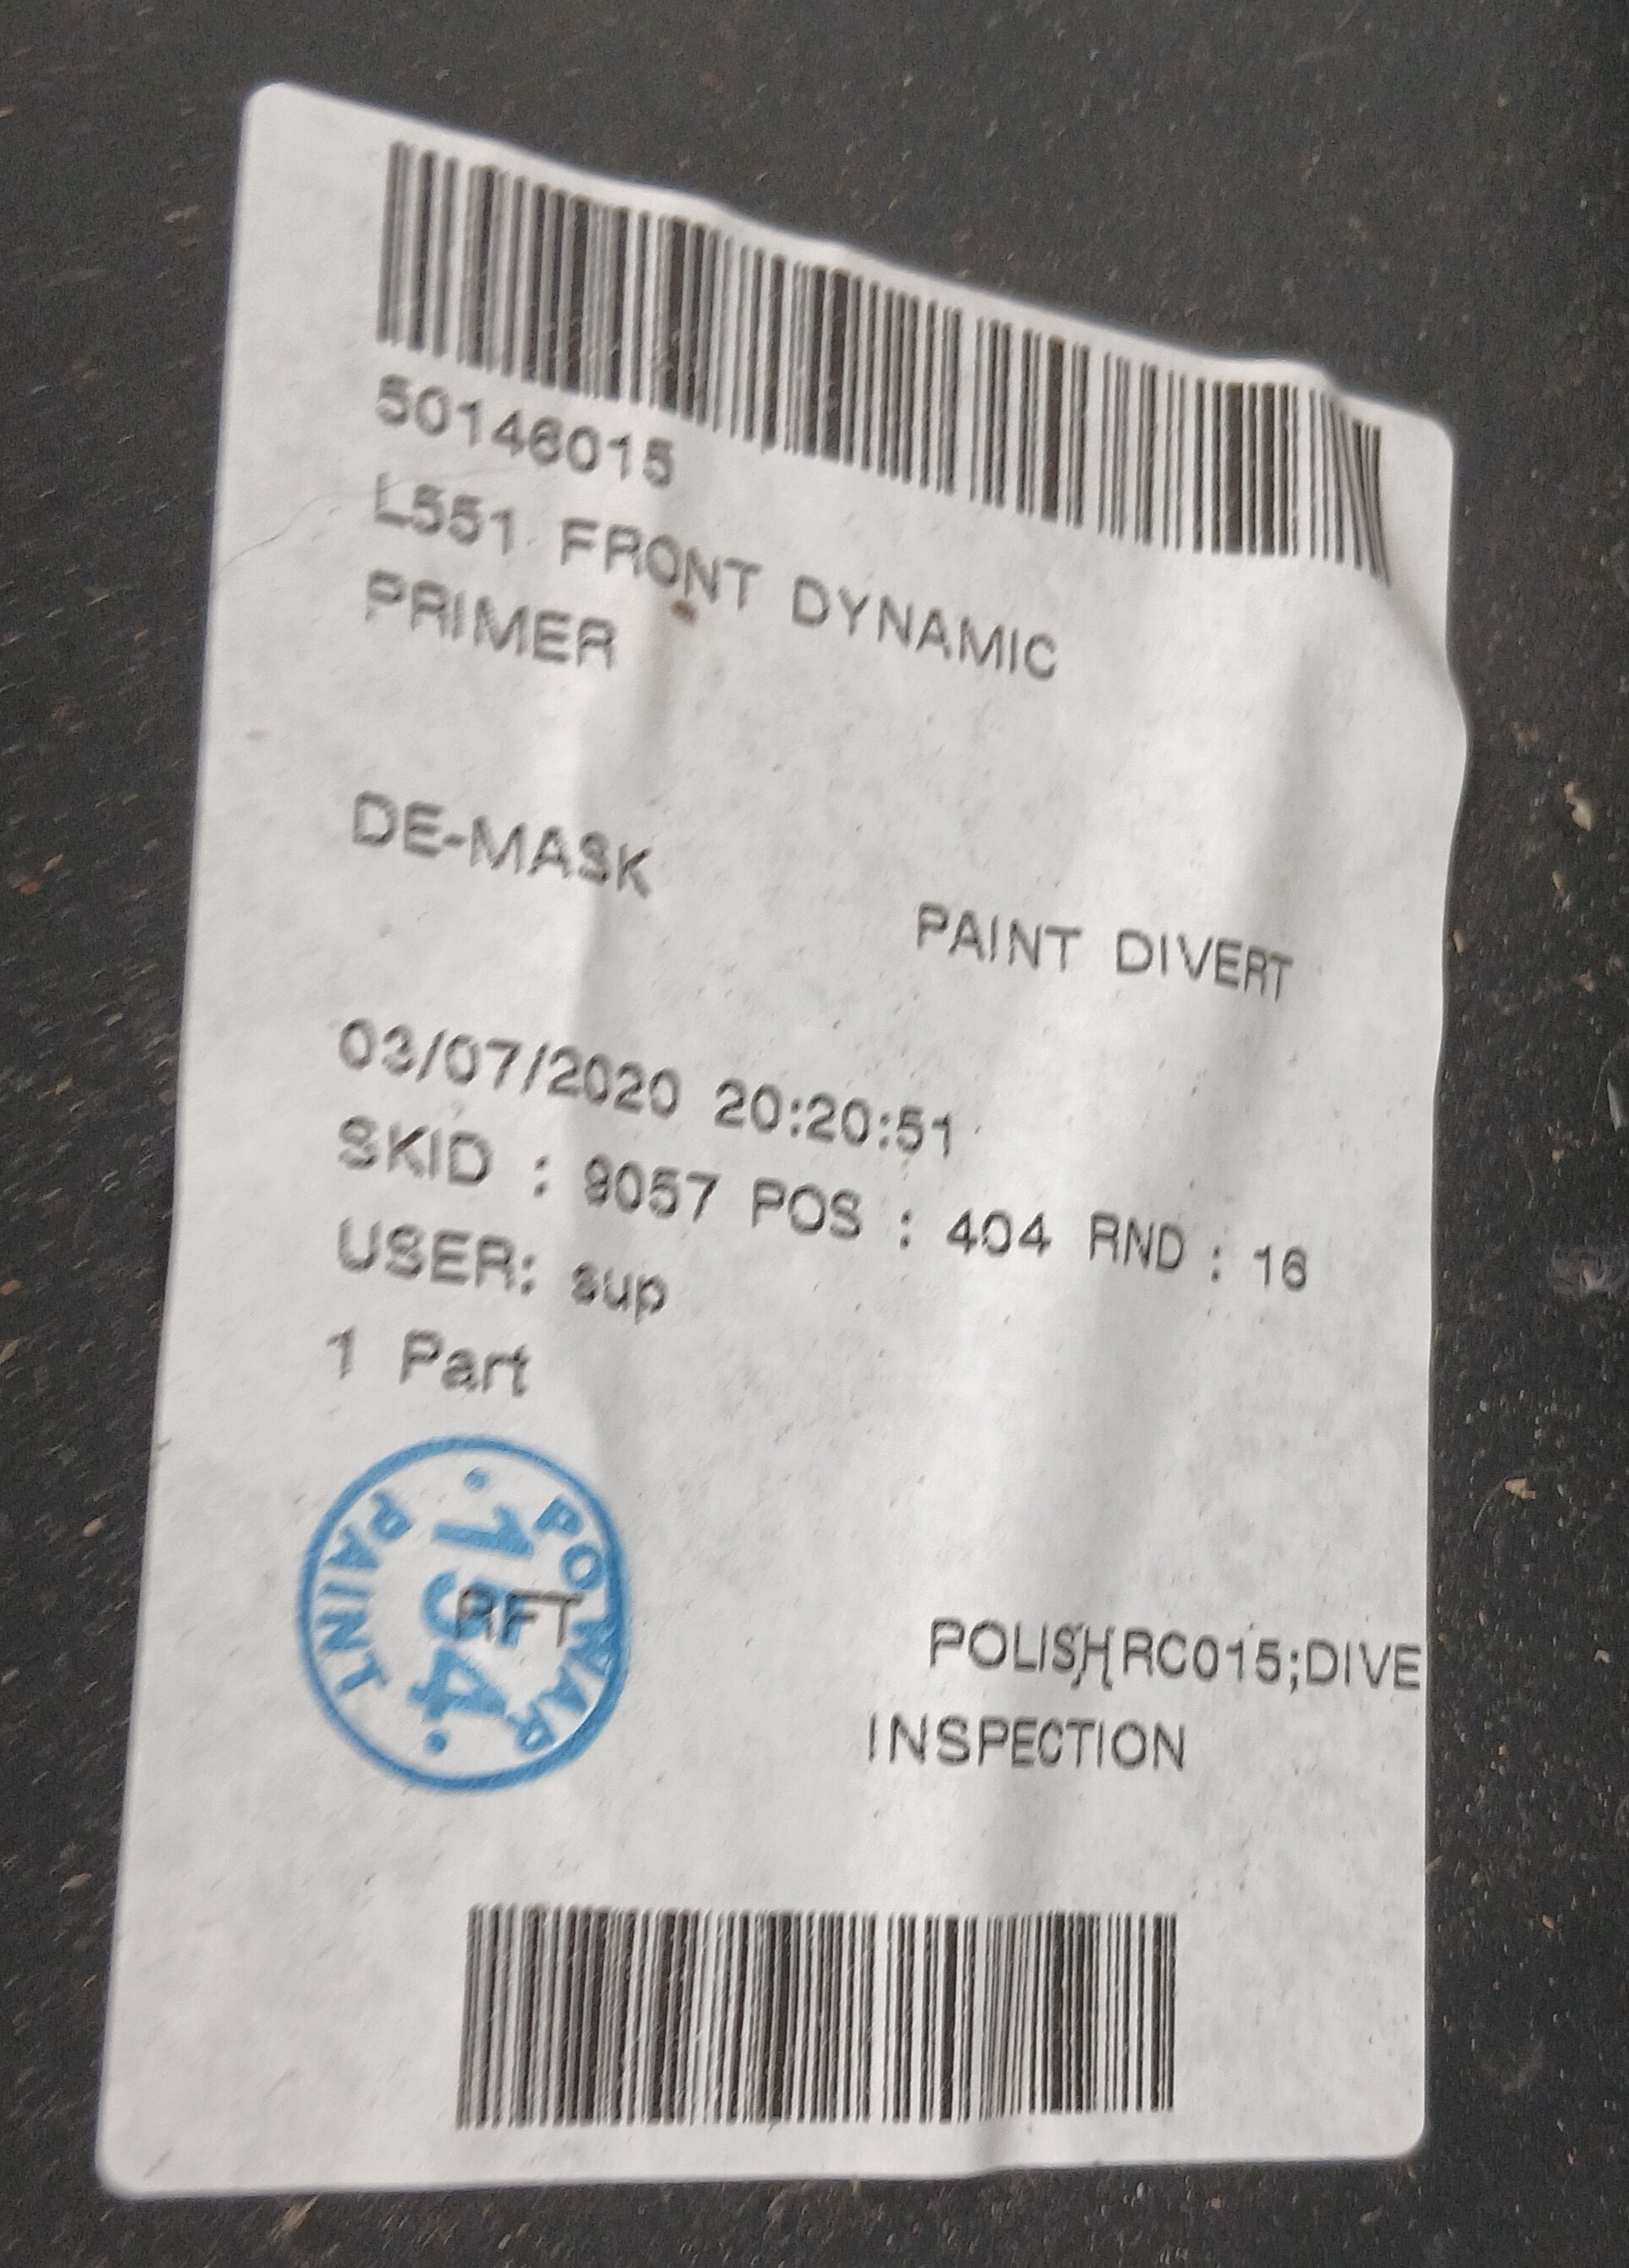 50146015
L551 FRONT DYNAMIC
PRIMER
DE-MASK
PAINT DIVERT
03/07/2020 20:20:51
SKID : 9057 POS : 404 RND : 16
USER: sup
1 Part
POWAR
154
PAINT
RFT
POLISH RC015;DIVE
INSPECTION